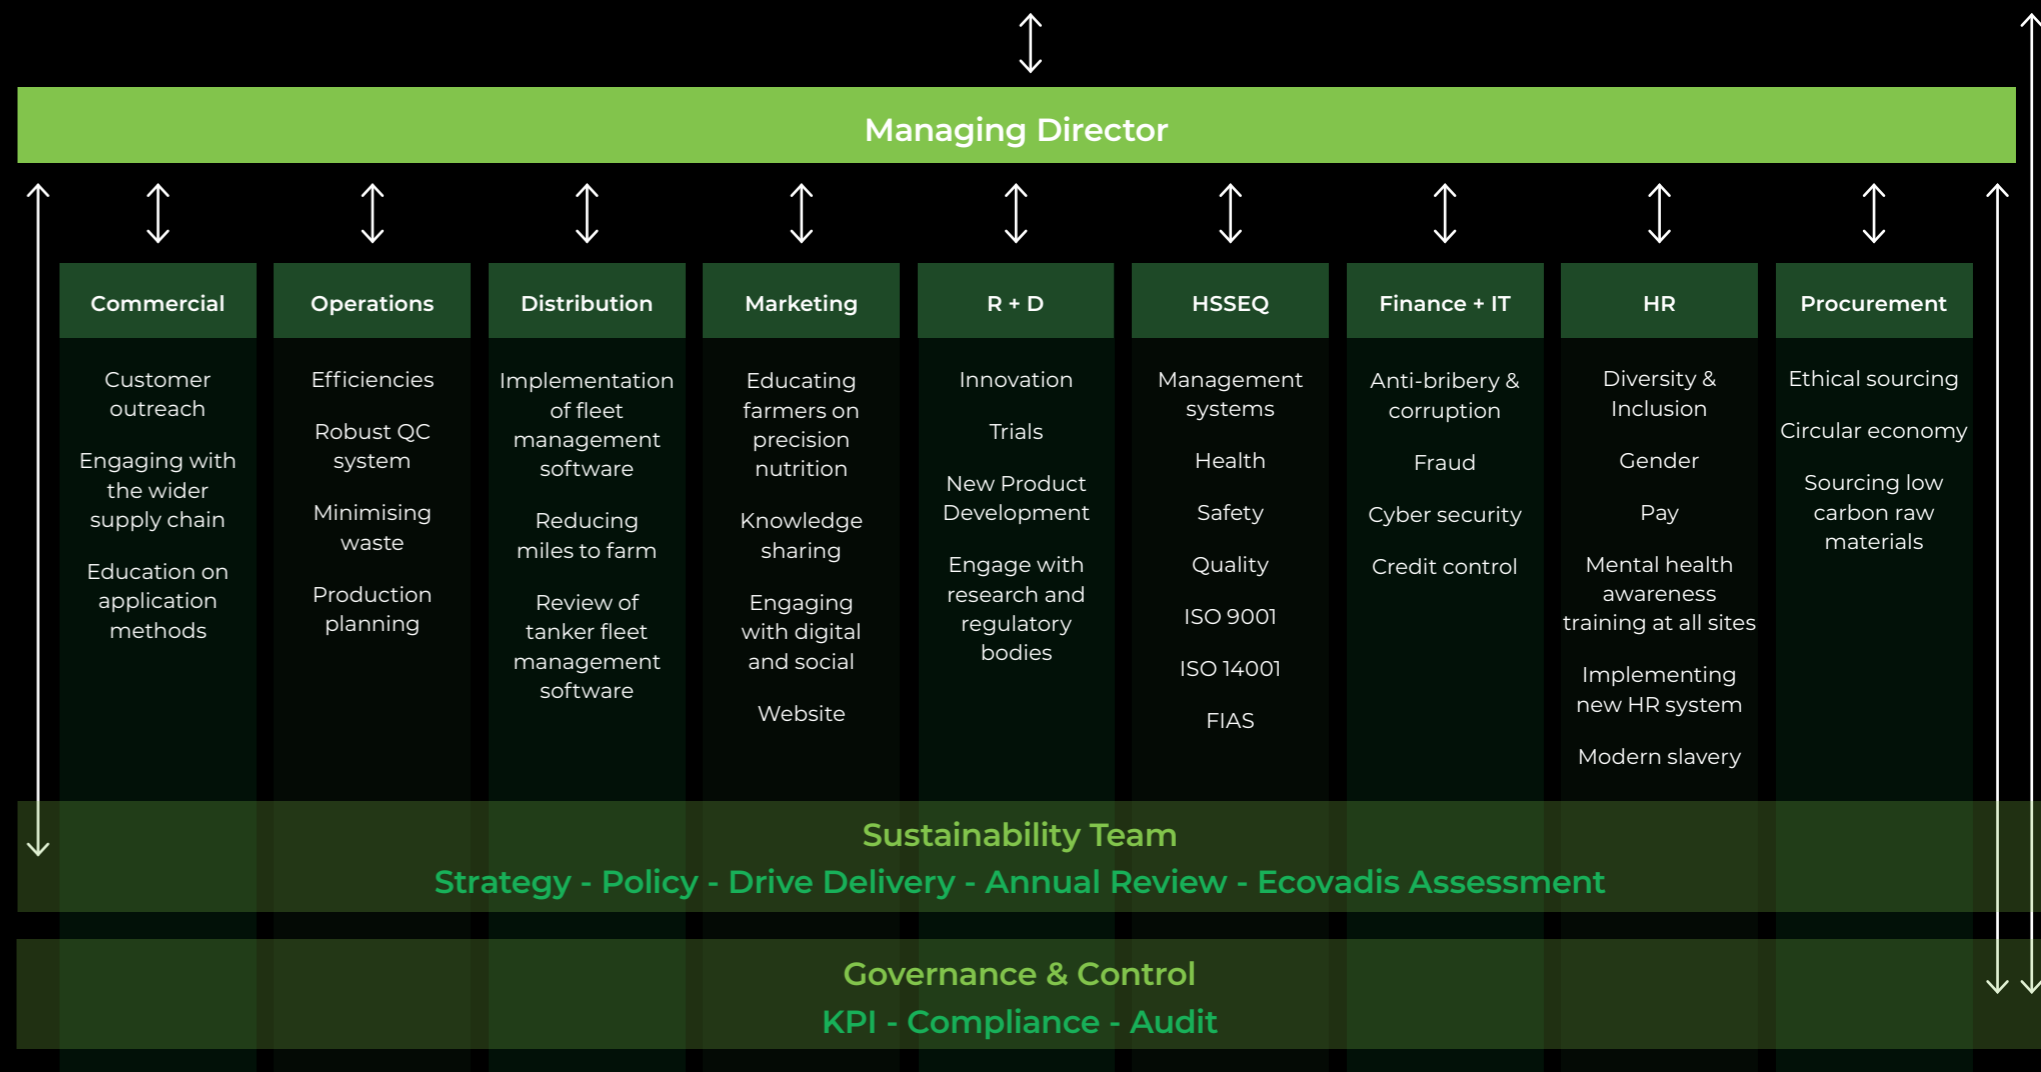 Managing Director
Commercial
Customer
outreach
Engaging with
the wider
supply chain
Education on
application
methods
Operations
Efficiencies
Robust QC
system
Minimising
waste
Production
planning
Distribution
Implementation
of fleet
management
software
Reducing
miles to farm
Review of
tanker fleet
management
software
Marketing
Educating
farmers on
precision
nutrition
Knowledge
sharing
Engaging
with digital
and social
Website
R + D
Innovation
Trials
New Product
Development
Engage with
research and
regulatory
bodies
HSSEQ
Management
systems
Health
Safety
Quality
ISO 9001
ISO 14001
FIAS
Finance + IT
Anti-bribery &
corruption
Fraud
Cyber security
Credit control
HR
Diversity &
Inclusion
Gender
Pay
Mental health
awareness
training at all sites
Implementing
new HR system
Modern slavery
Procurement
Ethical sourcing
Circular economy
Sourcing low
carbon raw
materials
Sustainability Team
Strategy - Policy - Drive Delivery - Annual Review - Ecovadis Assessment
Governance & Control
KPI - Compliance - Audit